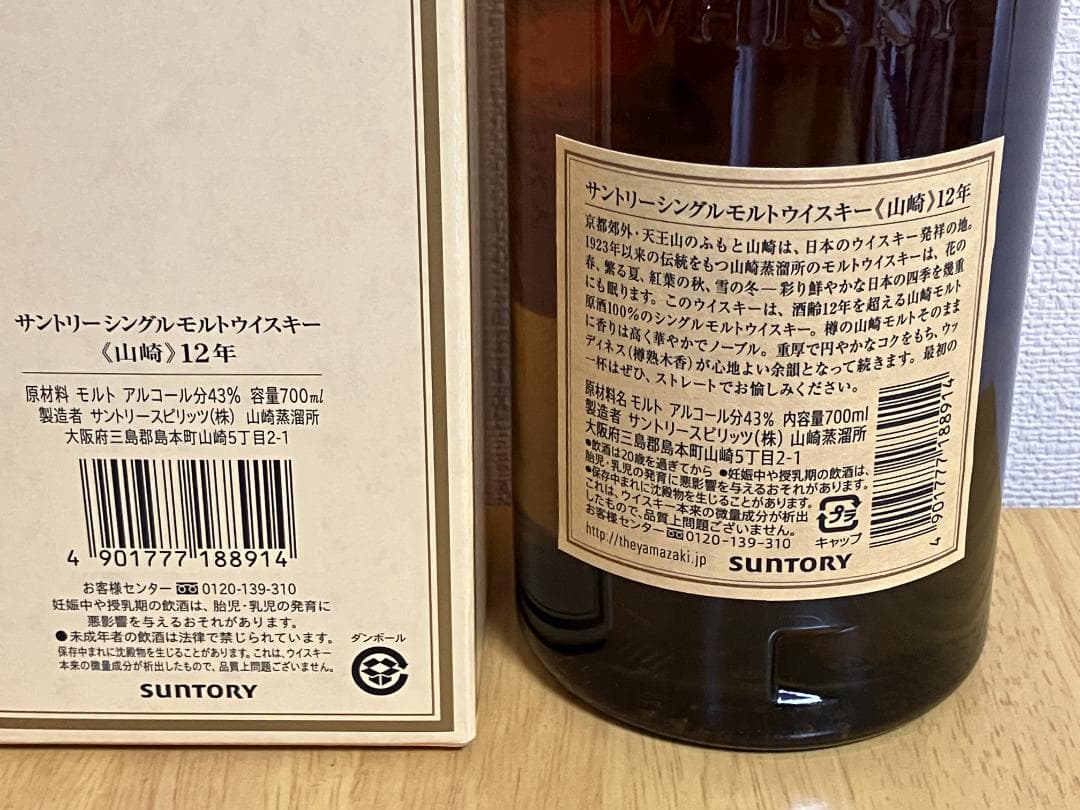 サントリーシングルモルトウイスキー
《山崎》12年
原材料 モルト アルコール分43% 容量700ml
製造者 サントリースピリッツ(株) 山崎蒸溜所
大阪府三島郡島本町山崎5丁目2-1
4 901777 188914
お客様センター 0120-139-310
妊娠中や授乳期の飲酒は、胎児・乳児の発育に
悪影響を与えるおそれがあります。
●未成年者の飲酒は法律で禁じられています。
保存中まれに沈殿物を生じることがあります。これは、ウイスキー
本来の微量成分が析出したもので、品質上問題ございません。
ダンボール
SUNTORY
WHISKY
サントリーシングルモルトウイスキー《山崎》12年
京都郊外・天王山のふもと山崎は、日本のウイスキー発祥の地。
1923年以来の伝統をもつ山崎蒸溜所のモルトウイスキーは、花の
春、繁る夏、紅葉の秋、雪の冬―彩り鮮やかな日本の四季を幾重
にも眠ります。このウイスキーは、酒齢12年を超える山崎モルト
原酒100%のシングルモルトウイスキー。樽の山崎モルトそのまま
に香りは高く華やかでノーブル。重厚で円やかなコクをもち、ウッ
ディネス(樽熟木香)が心地よい余韻となって続きます。最初の
一杯はぜひ、ストレートでお愉しみください。
原材料名 モルト アルコール分43% 内容量700ml
製造者 サントリースピリッツ(株) 山崎蒸溜所
大阪府三島郡島本町山崎5丁目2-1
●飲酒は20歳を過ぎてから ●妊娠中や授乳期の飲酒は、
胎児・乳児の発育に悪影響を与えるおそれがあります。
●保存中まれに沈殿物を生じることがあります。
これは、ウイスキー本来の微量成分が析出
したもので、品質上問題ございません。
お客様センター 0120-139-310
http://theyamazaki.jp
SUNTORY
プラ
キャップ
4 901777 188914